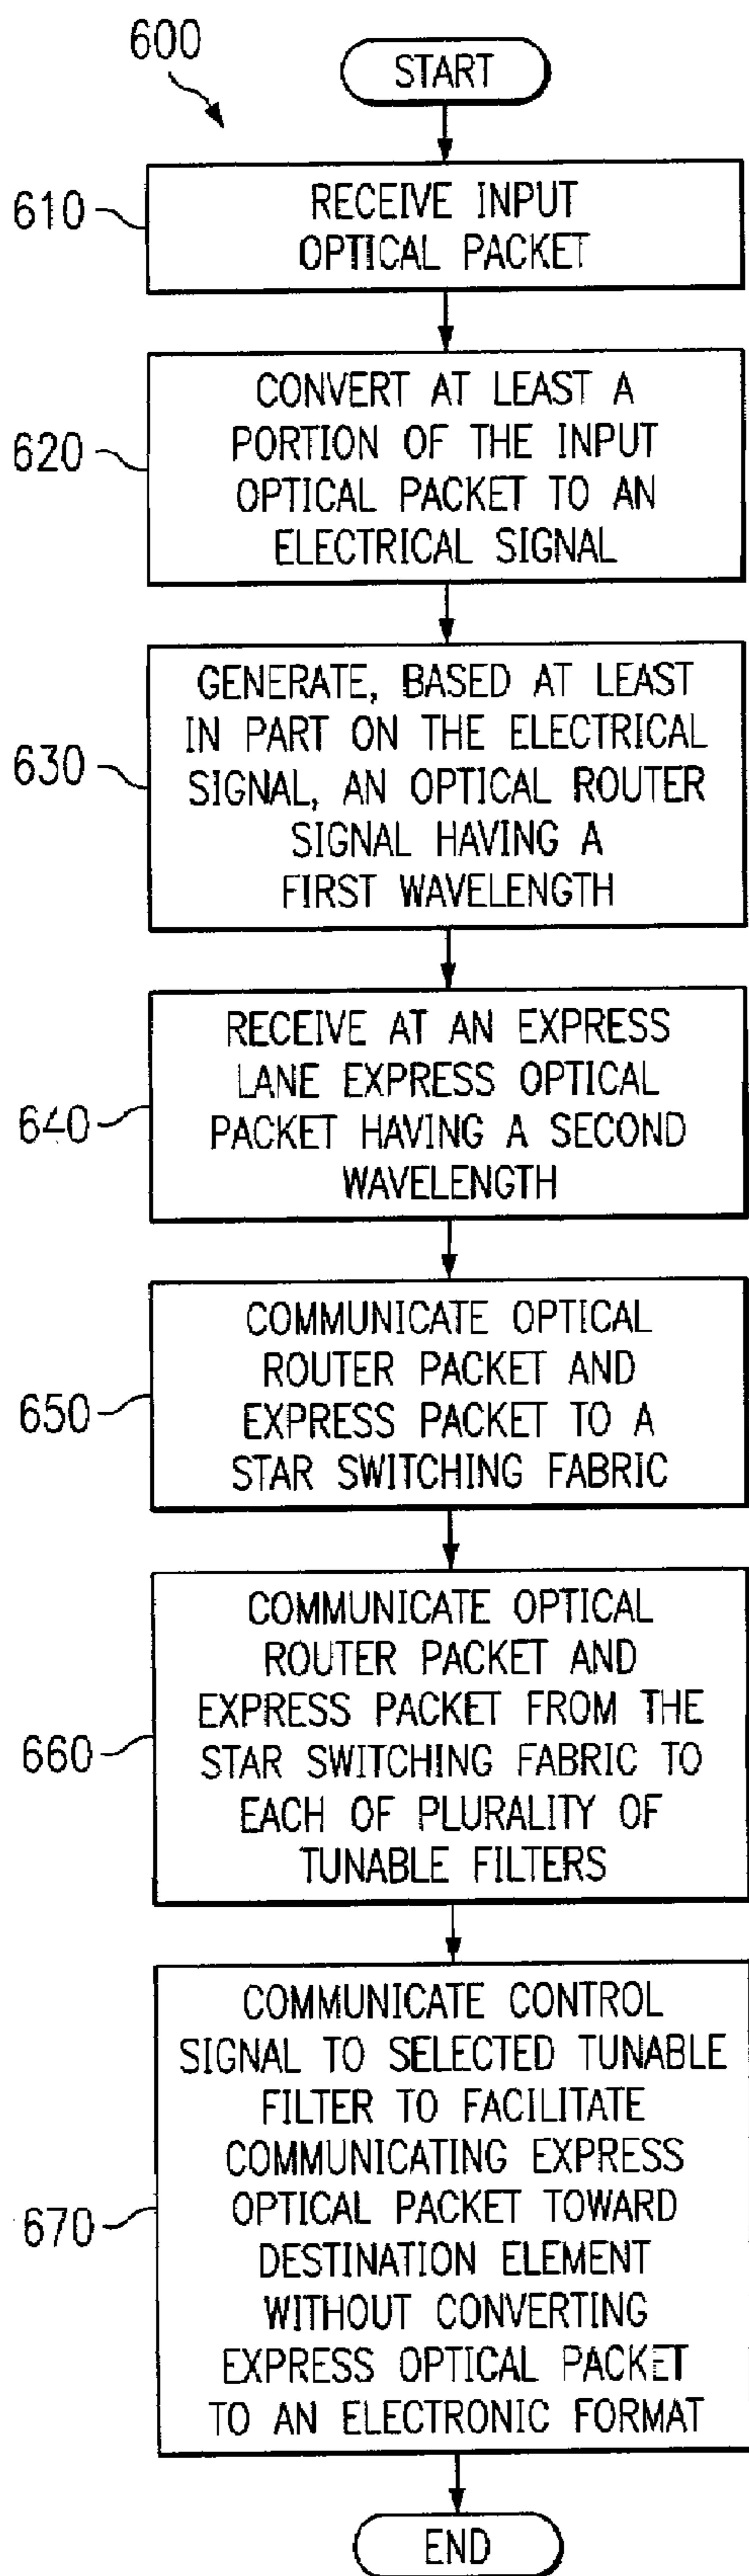 600
START
610
RECEIVE INPUT
OPTICAL PACKET
620
CONVERT AT LEAST A
PORTION OF THE INPUT
OPTICAL PACKET TO AN
ELECTRICAL SIGNAL
630
GENERATE, BASED AT LEAST
IN PART ON THE ELECTRICAL
SIGNAL, AN OPTICAL ROUTER
SIGNAL HAVING A
FIRST WAVELENGTH
640
RECEIVE AT AN EXPRESS
LANE EXPRESS OPTICAL
PACKET HAVING A SECOND
WAVELENGTH
650
COMMUNICATE OPTICAL
ROUTER PACKET AND
EXPRESS PACKET TO A
STAR SWITCHING FABRIC
660
COMMUNICATE OPTICAL
ROUTER PACKET AND
EXPRESS PACKET FROM THE
STAR SWITCHING FABRIC TO
EACH OF PLURALITY OF
TUNABLE FILTERS
670
COMMUNICATE CONTROL
SIGNAL TO SELECTED TUNABLE
FILTER TO FACILITATE
COMMUNICATING EXPRESS
OPTICAL PACKET TOWARD
DESTINATION ELEMENT
WITHOUT CONVERTING
EXPRESS OPTICAL PACKET
TO AN ELECTRONIC FORMAT
END